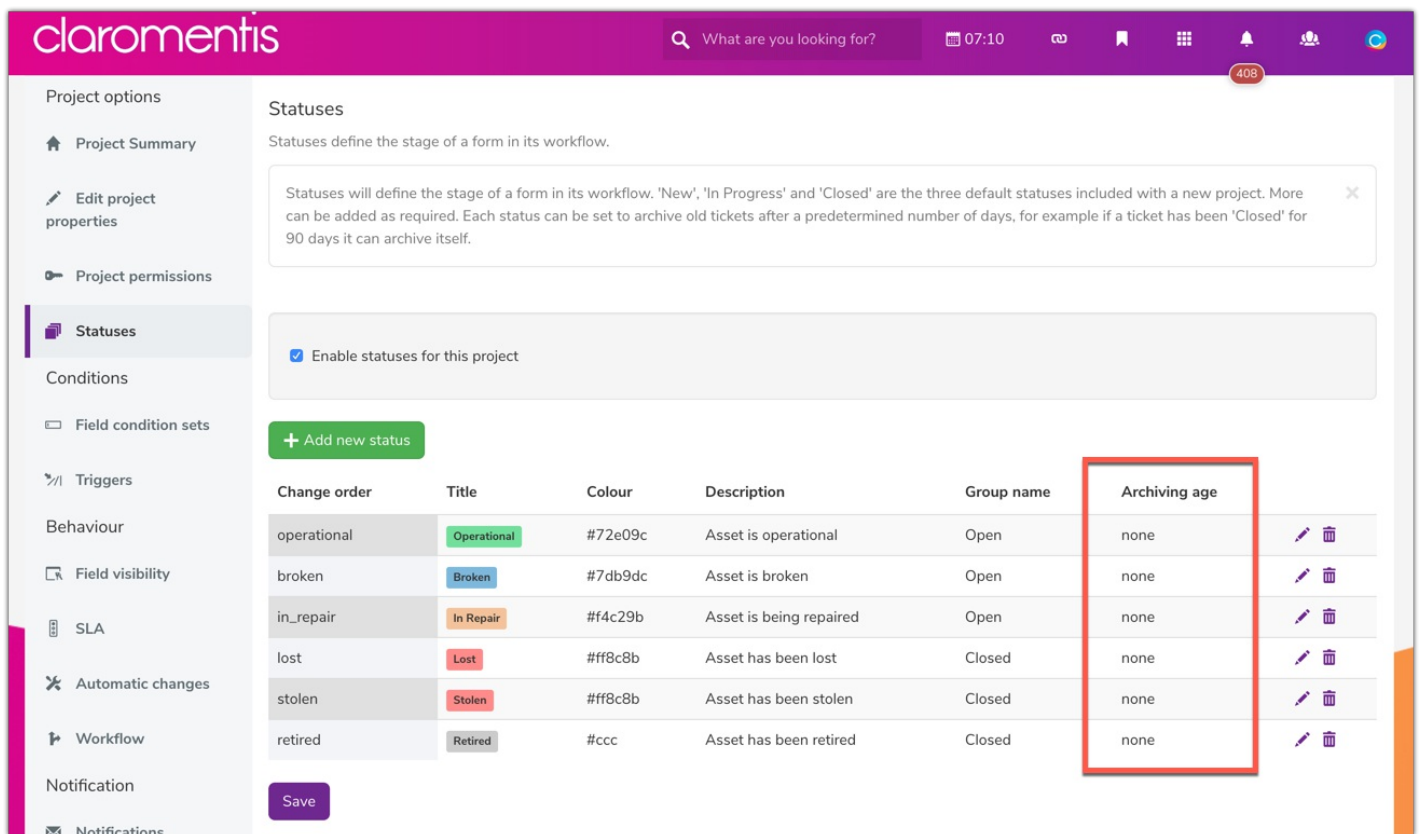 claromentis
What are you looking for?
07:10
408
Project options
Project Summary
Edit project
properties
Project permissions
Statuses
Conditions
Field condition sets
Triggers
Behaviour
Field visibility
SLA
Automatic changes
Workflow
Notification
Notifications
Statuses
Statuses define the stage of a form in its workflow.
Statuses will define the stage of a form in its workflow. 'New', 'In Progress' and 'Closed' are the three default statuses included with a new project. More
can be added as required. Each status can be set to archive old tickets after a predetermined number of days, for example if a ticket has been 'Closed' for
90 days it can archive itself.
Enable statuses for this project
Add new status
Change order Title Colour Description Group name Archiving age
operational Operational #72e09c Asset is operational Open none
broken Broken #7db9dc Asset is broken Open none
in_repair In Repair #f4c29b Asset is being repaired Open none
lost Lost #ff8c8b Asset has been lost Closed none
stolen Stolen #ff8c8b Asset has been stolen Closed none
retired Retired #ccc Asset has been retired Closed none
Save